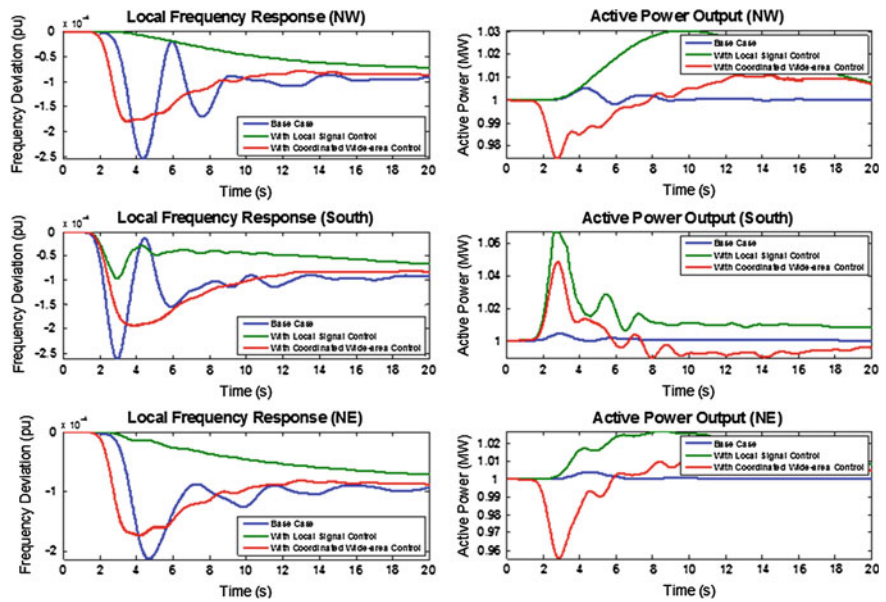 Local Frequency Response (NW)
x 10⁻⁴
Frequency Deviation (pu)
0
-0.5
-1
-1.5
-2
-2.5
Base Case
With Local Signal Control
With Coordinated Wide-area Control
0 2 4 6 8 10 12 14 16 18 20
Time (s)
Active Power Output (NW)
Active Power (MW)
1.03
1.02
1.01
1
0.99
0.98
Base Case
With Local Signal Control
With Coordinated Wide-area Control
0 2 4 6 8 10 12 14 16 18 20
Time (s)
Local Frequency Response (South)
x 10⁻⁴
Frequency Deviation (pu)
0
-0.5
-1
-1.5
-2
-2.5
Base Case
With Local Signal Control
With Coordinated Wide-area Control
0 2 4 6 8 10 12 14 16 18 20
Time (s)
Active Power Output (South)
Active Power (MW)
1.06
1.04
1.02
1
Base Case
With Local Signal Control
With Coordinated Wide-area Control
0 2 4 6 8 10 12 14 16 18 20
Time (s)
Local Frequency Response (NE)
x 10⁻⁴
Frequency Deviation (pu)
0
-1
-2
Base Case
With Local Signal Control
With Coordinated Wide-area Control
0 2 4 6 8 10 12 14 16 18 20
Time (s)
Active Power Output (NE)
Active Power (MW)
1.02
1.01
1
0.99
0.98
0.97
0.96
Base Case
With Local Signal Control
With Coordinated Wide-area Control
0 2 4 6 8 10 12 14 16 18 20
Time (s)